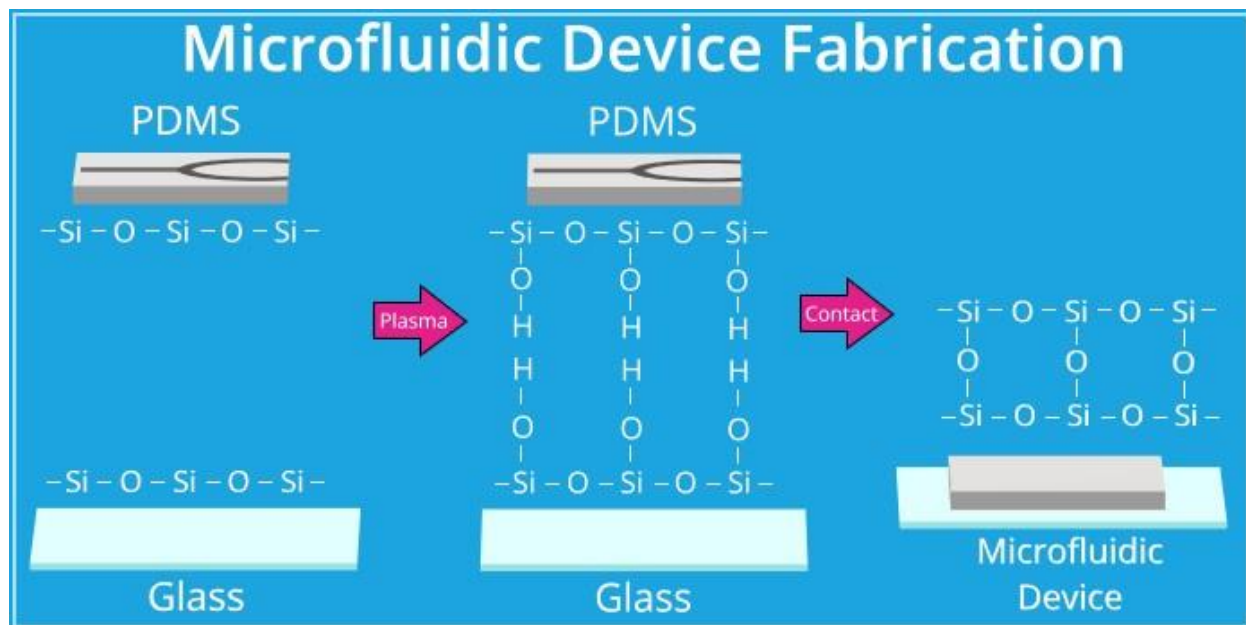 Microfluidic Device Fabrication
PDMS
–Si – O – Si – O – Si –
–Si – O – Si – O – Si –
Glass
Plasma
PDMS
–Si – O – Si – O – Si–
O O O
H H H
H H H
O O O
–Si – O – Si – O – Si –
Glass
Contact
–Si – O – Si – O – Si–
O O O
–Si – O – Si – O – Si–
Microfluidic
Device